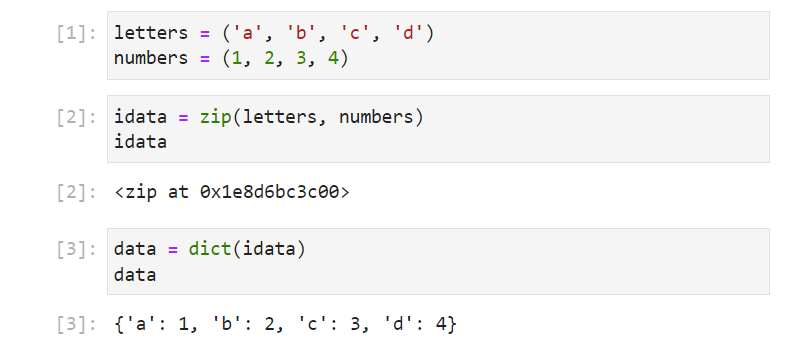 [1]: letters = ('a', 'b', 'c', 'd')
numbers = (1, 2, 3, 4)
[2]: idata = zip(letters, numbers)
idata
[2]: <zip at 0x1e8d6bc3c00>
[3]: data = dict(idata)
data
[3]: {'a': 1, 'b': 2, 'c': 3, 'd': 4}